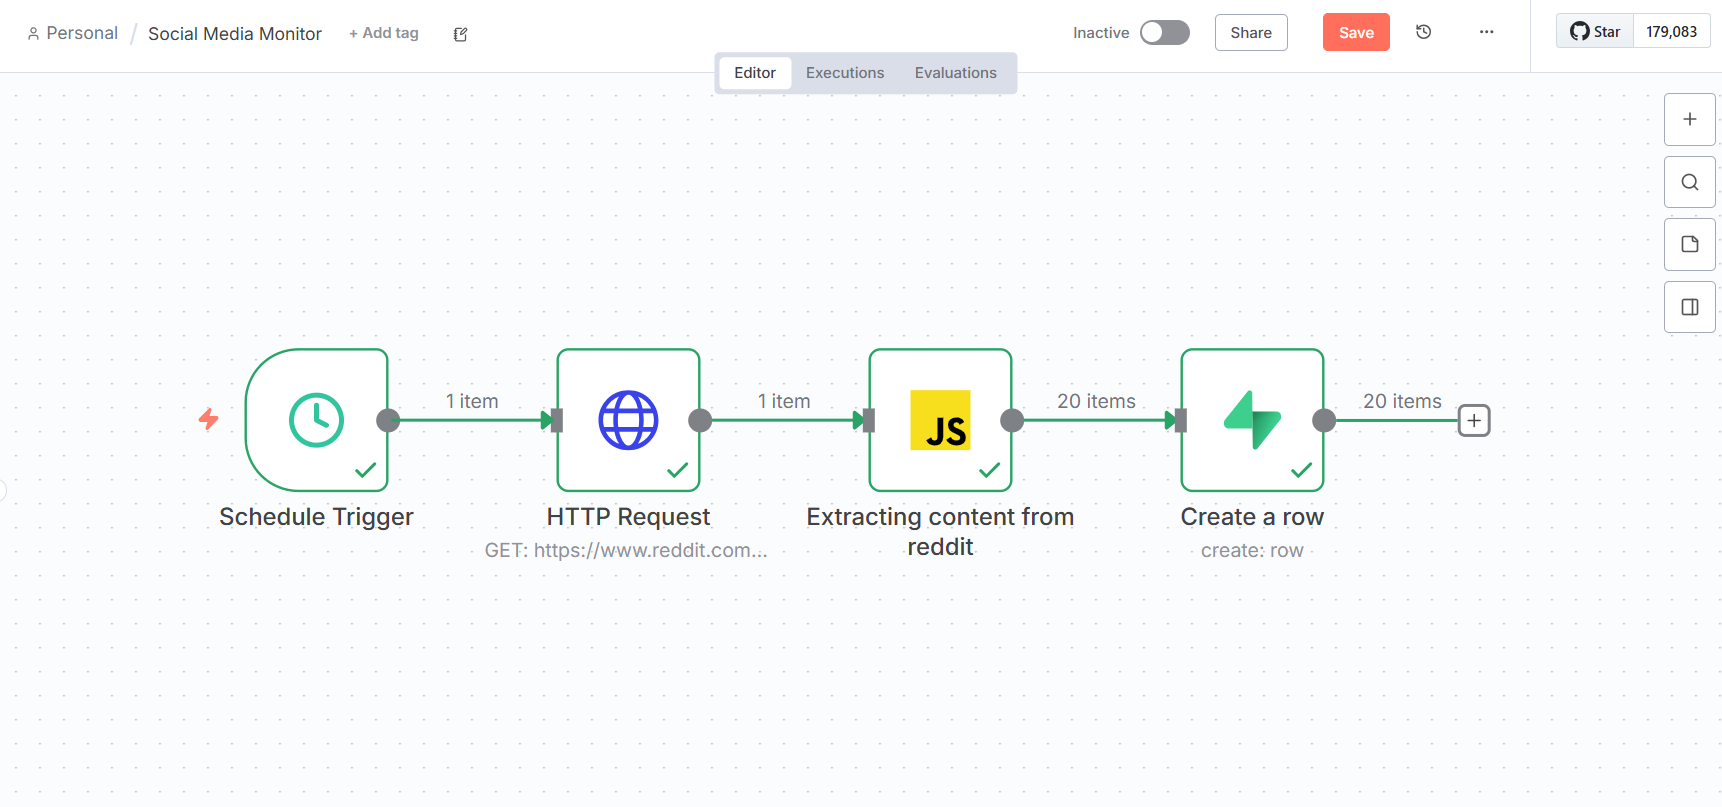 Personal / Social Media Monitor + Add tag
Inactive Share Save ... Star 179,083
Editor Executions Evaluations
1 item 1 item 20 items 20 items
JS
Schedule Trigger
HTTP Request
GET: https://www.reddit.com...
Extracting content from
reddit
Create a row
create: row